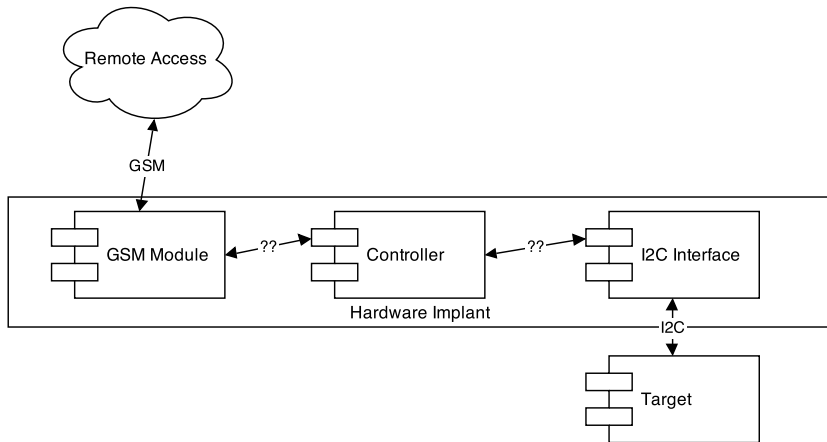 Remote Access
GSM
GSM Module
??
Controller
??
I2C Interface
Hardware Implant
I2C
Target